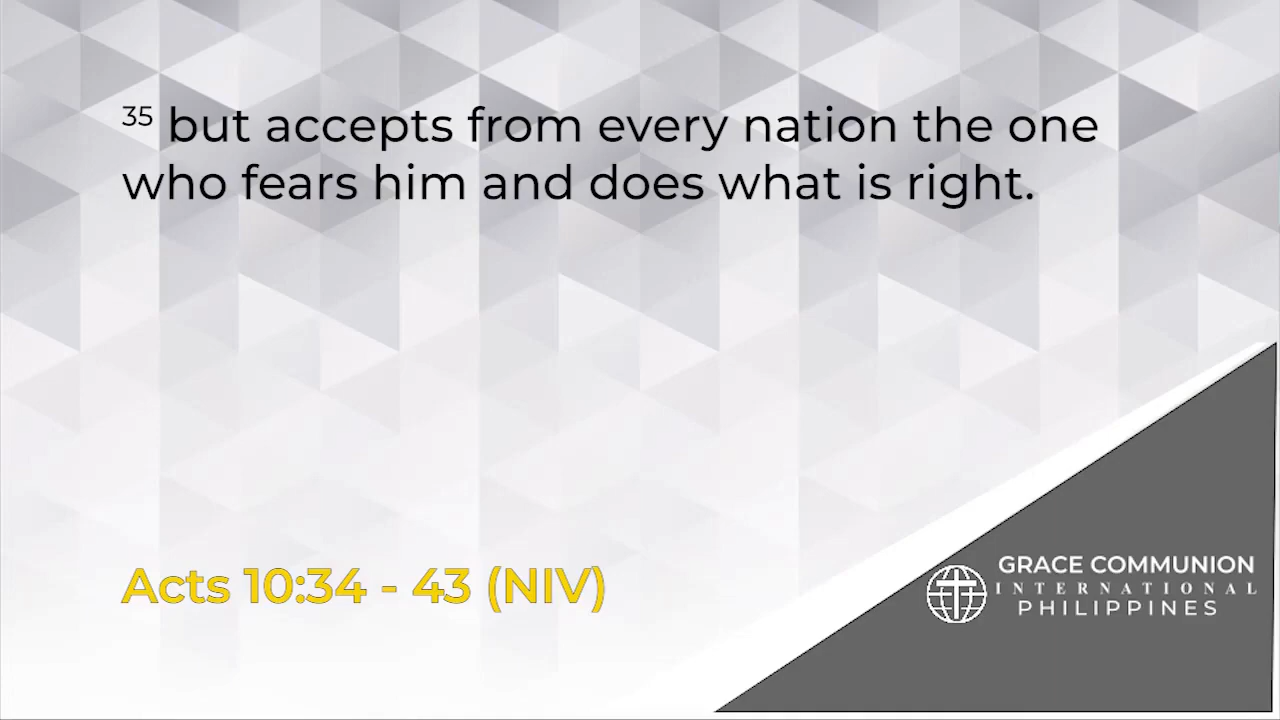 35 but accepts from every nation the one
who fears him and does what is right.
Acts 10:34 - 43 (NIV)
GRACE COMMUNION
INTERNATIONAL
PHILIPPINES